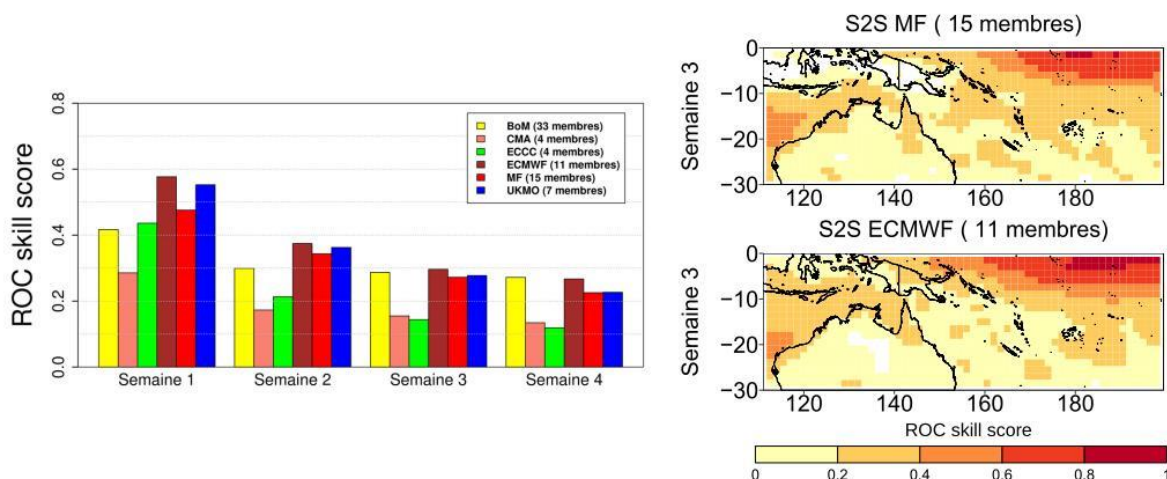 ROC skill score
0.8
0.6
0.4
0.2
0.0
BoM (33 membres)
CMA (4 membres)
ECCC (4 membres)
ECMWF (11 membres)
MF (15 membres)
UKMO (7 membres)
Semaine 1
Semaine 2
Semaine 3
Semaine 4
S2S MF ( 15 membres)
Semaine 3
0
−10
−20
−30
120
140
160
180
S2S ECMWF ( 11 membres)
Semaine 3
0
−10
−20
−30
120
140
160
180
ROC skill score
0
0.2
0.4
0.6
0.8
1